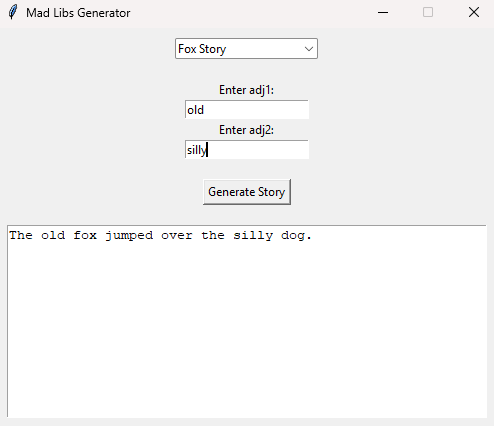 Mad Libs Generator
Fox Story
Enter adj1:
old
Enter adj2:
silly
Generate Story
The old fox jumped over the silly dog.